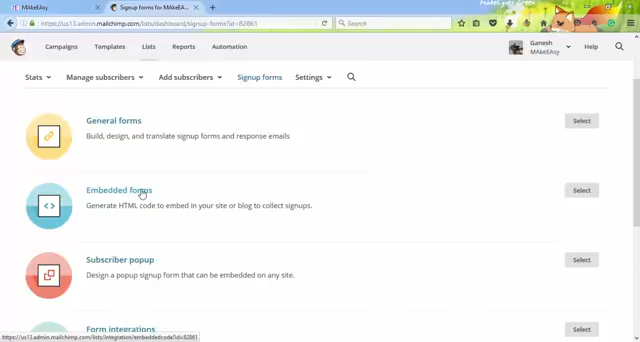 MAkeEAsy
Signup forms for MAkeEA...
https://us13.admin.mailchimp.com/lists/dashboard/signup-forms?id=82861
Search
Campaigns Templates Lists Reports Automation
Ganesh
MAkeEAsy
Help
Stats Manage subscribers Add subscribers Signup forms Settings
General forms
Build, design, and translate signup forms and response emails
Select
Embedded forms
Generate HTML code to embed in your site or blog to collect signups.
Select
Subscriber popup
Design a popup signup form that can be embedded on any site.
Select
Form integrations
Select
https://us13.admin.mailchimp.com/lists/integration/embeddedcode?id=82861